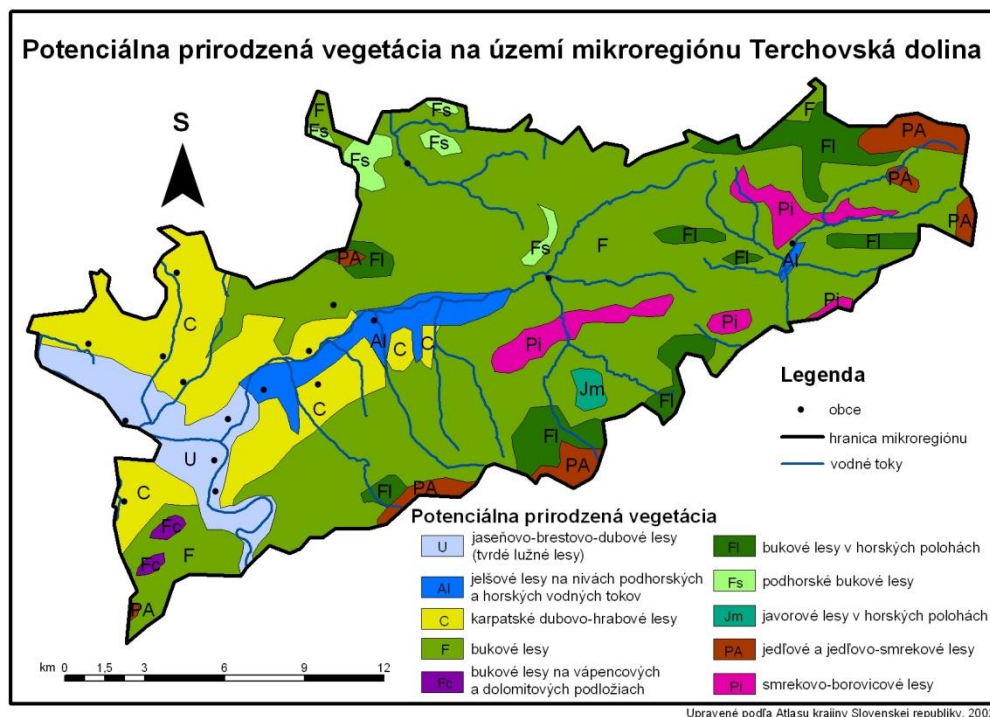 Potenciálna prirodzená vegetácia na území mikroregiónu Terchovská dolina
S
F
Fs
Fs
Fs
Fs
F
Fl
PA
PA
Pi
PA
Fs
F
Fl
Fl
Fl
Al
PA
Fl
C
Al
C
C
Pi
Pi
Pi
C
Jm
Fl
U
Fl
PA
C
Fl
PA
Fc
F
Fc
PA
Legenda
obce
hranica mikroregiónu
vodné toky
Potenciálna prirodzená vegetácia
U jaseňovo-brestovo-dubové lesy
(tvrdé lužné lesy)
Al jelšové lesy na nivách podhorských
a horských vodných tokov
C karpatské dubovo-hrabové lesy
F bukové lesy
Fc bukové lesy na vápencových
a dolomitových podložiach
Fl bukové lesy v horských polohách
Fs podhorské bukové lesy
Jm javorové lesy v horských polohách
PA jedľové a jedľovo-smrekové lesy
Pi smrekovo-borovicové lesy
km 0 1,5 3 6 9 12
Upravené podľa Atlasu krajiny Slovenskej republiky,